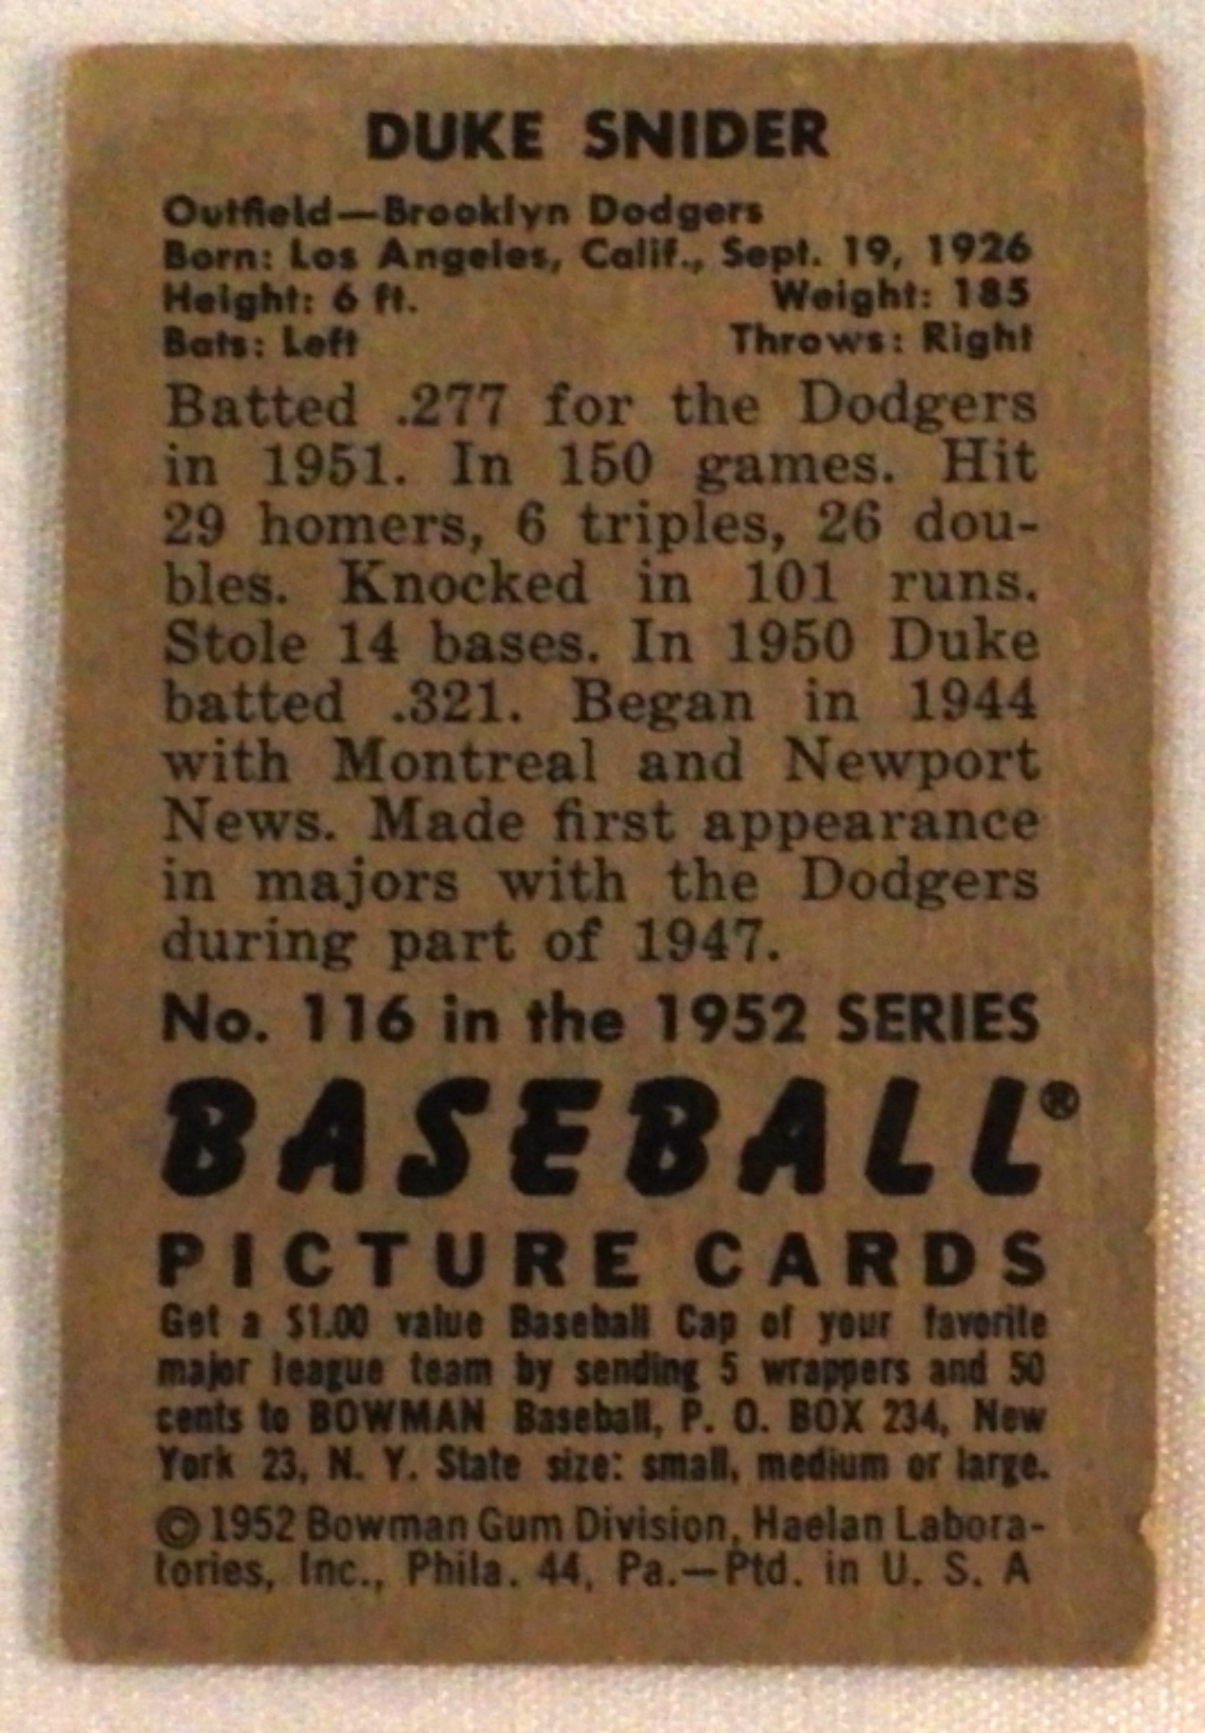 DUKE SNIDER
Outfield—Brooklyn Dodgers
Born: Los Angeles, Calif., Sept. 19, 1926
Height: 6 ft. Weight: 185
Bats: Left Throws: Right
Batted .277 for the Dodgers
in 1951. In 150 games. Hit
29 homers, 6 triples, 26 dou-
bles. Knocked in 101 runs.
Stole 14 bases. In 1950 Duke
batted .321. Began in 1944
with Montreal and Newport
News. Made first appearance
in majors with the Dodgers
during part of 1947.
No. 116 in the 1952 SERIES
BASEBALL®
PICTURE CARDS
Get a $1.00 value Baseball Cap of your favorite
major league team by sending 5 wrappers and 50
cents to BOWMAN Baseball, P. O. BOX 234, New
York 23, N. Y. State size: small, medium or large.
© 1952 Bowman Gum Division, Haelan Labora-
tories, Inc., Phila. 44, Pa.—Ptd. in U. S. A